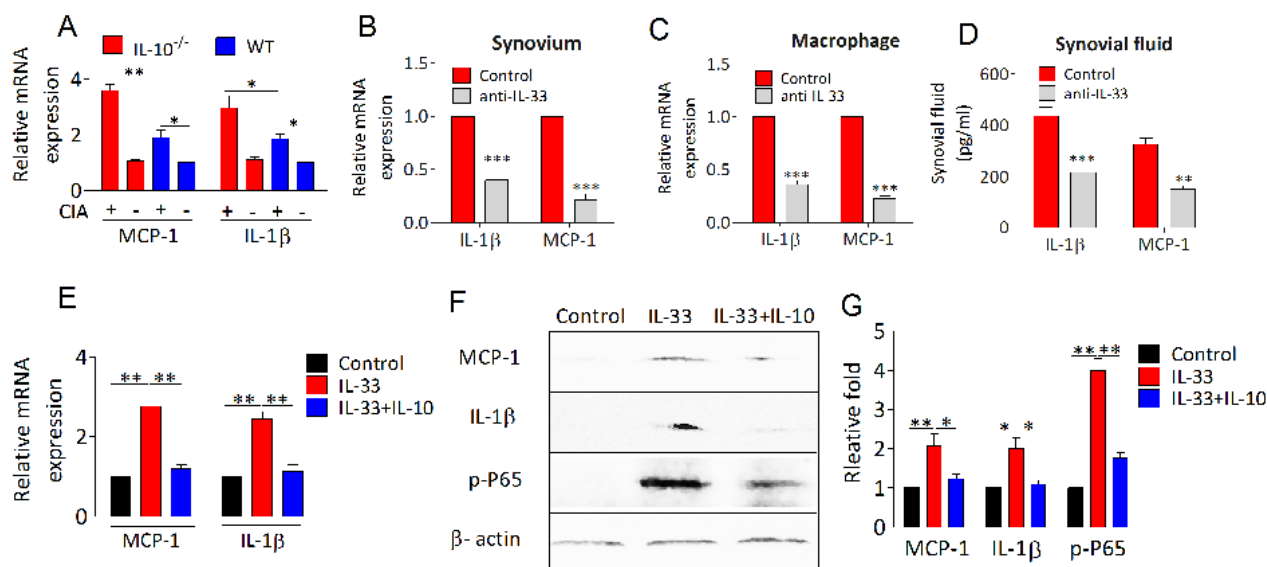 A
IL-10-/- WT
Relative mRNA
expression
4
2
0
** * * *
CIA + - + - + - + -
MCP-1 IL-1β
B
Synovium
Relative mRNA
expression
1.5
1.0
0.5
0.0
Control
anti-IL-33
*** ***
IL-1β MCP-1
C
Macrophage
Relative mRNA
expression
1.5
1.0
0.5
0.0
Control
anti IL 33
*** ***
IL-1β MCP-1
D
Synovial fluid
Synovial fluid
(pg/ml)
600
400
200
0
Control
anti-IL-33
*** **
IL-1β MCP-1
E
Relative mRNA
expression
4
2
0
Control
IL-33
IL-33+IL-10
** ** ** **
MCP-1 IL-1β
F
Control IL-33 IL-33+IL-10
MCP-1
IL-1β
p-P65
β- actin
G
Rleative fold
5
4
2
1
0
Control
IL-33
IL-33+IL-10
** * * * ** **
MCP-1 IL-1β p-P65